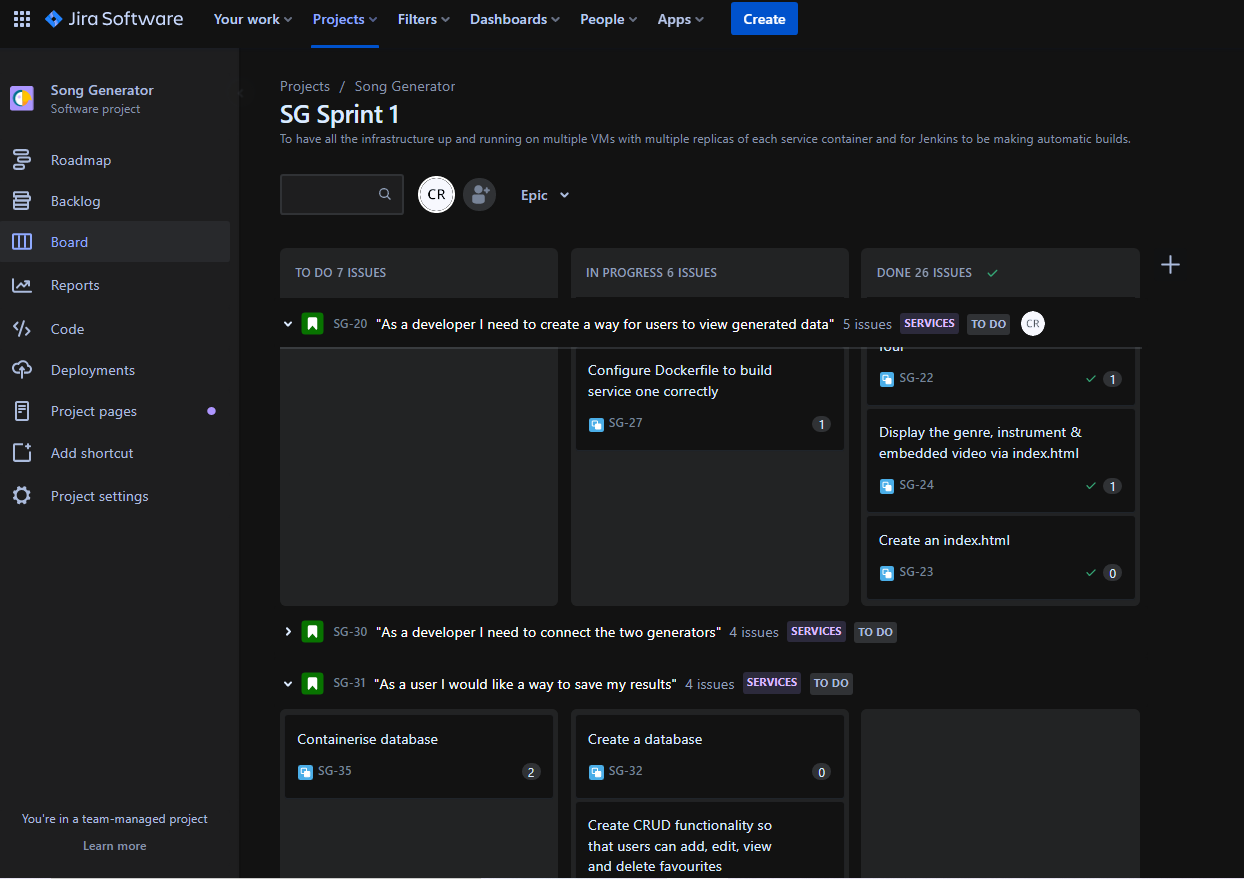 Jira Software
Your work
Projects
Filters
Dashboards
People
Apps
Create
Song Generator
Software project
Roadmap
Backlog
Board
Reports
Code
Deployments
Project pages
Add shortcut
Project settings
You're in a team-managed project
Learn more
Projects / Song Generator
SG Sprint 1
To have all the infrastructure up and running on multiple VMs with multiple replicas of each service container and for Jenkins to be making automatic builds.
CR
Epic
TO DO 7 ISSUES
IN PROGRESS 6 ISSUES
DONE 26 ISSUES
SG-20 "As a developer I need to create a way for users to view generated data" 5 issues SERVICES TO DO CR
Configure Dockerfile to build
service one correctly
SG-27 1
SG-22 1
Display the genre, instrument &
embedded video via index.html
SG-24 1
Create an index.html
SG-23 0
SG-30 "As a developer I need to connect the two generators" 4 issues SERVICES TO DO
SG-31 "As a user I would like a way to save my results" 4 issues SERVICES TO DO
Containerise database
SG-35 2
Create a database
SG-32 0
Create CRUD functionality so
that users can add, edit, view
and delete favourites